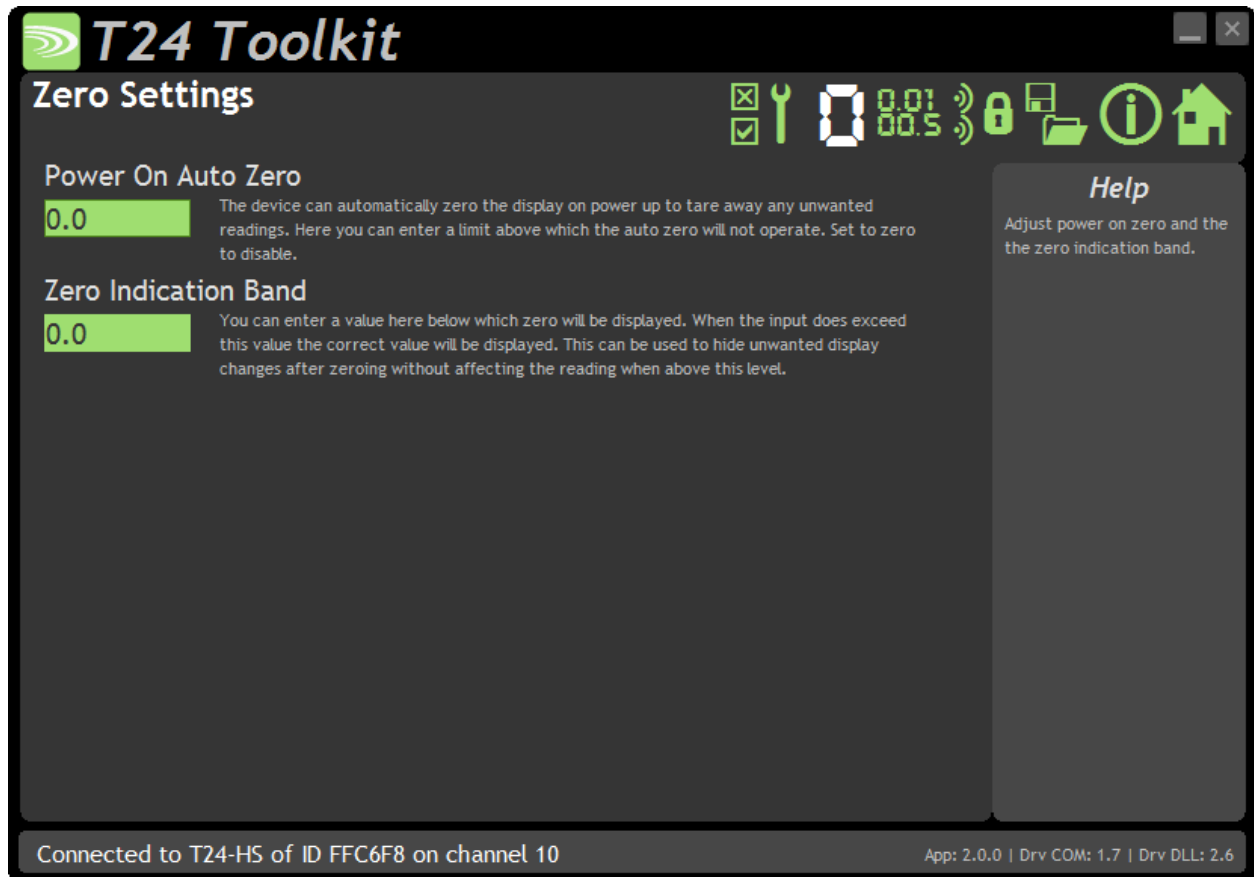 T24 Toolkit
Zero Settings
0
0.01
00.5
Power On Auto Zero
0.0
The device can automatically zero the display on power up to tare away any unwanted
readings. Here you can enter a limit above which the auto zero will not operate. Set to zero
to disable.
Zero Indication Band
0.0
You can enter a value here below which zero will be displayed. When the input does exceed
this value the correct value will be displayed. This can be used to hide unwanted display
changes after zeroing without affecting the reading when above this level.
Help
Adjust power on zero and the
the zero indication band.
Connected to T24-HS of ID FFC6F8 on channel 10
App: 2.0.0 | Drv COM: 1.7 | Drv DLL: 2.6